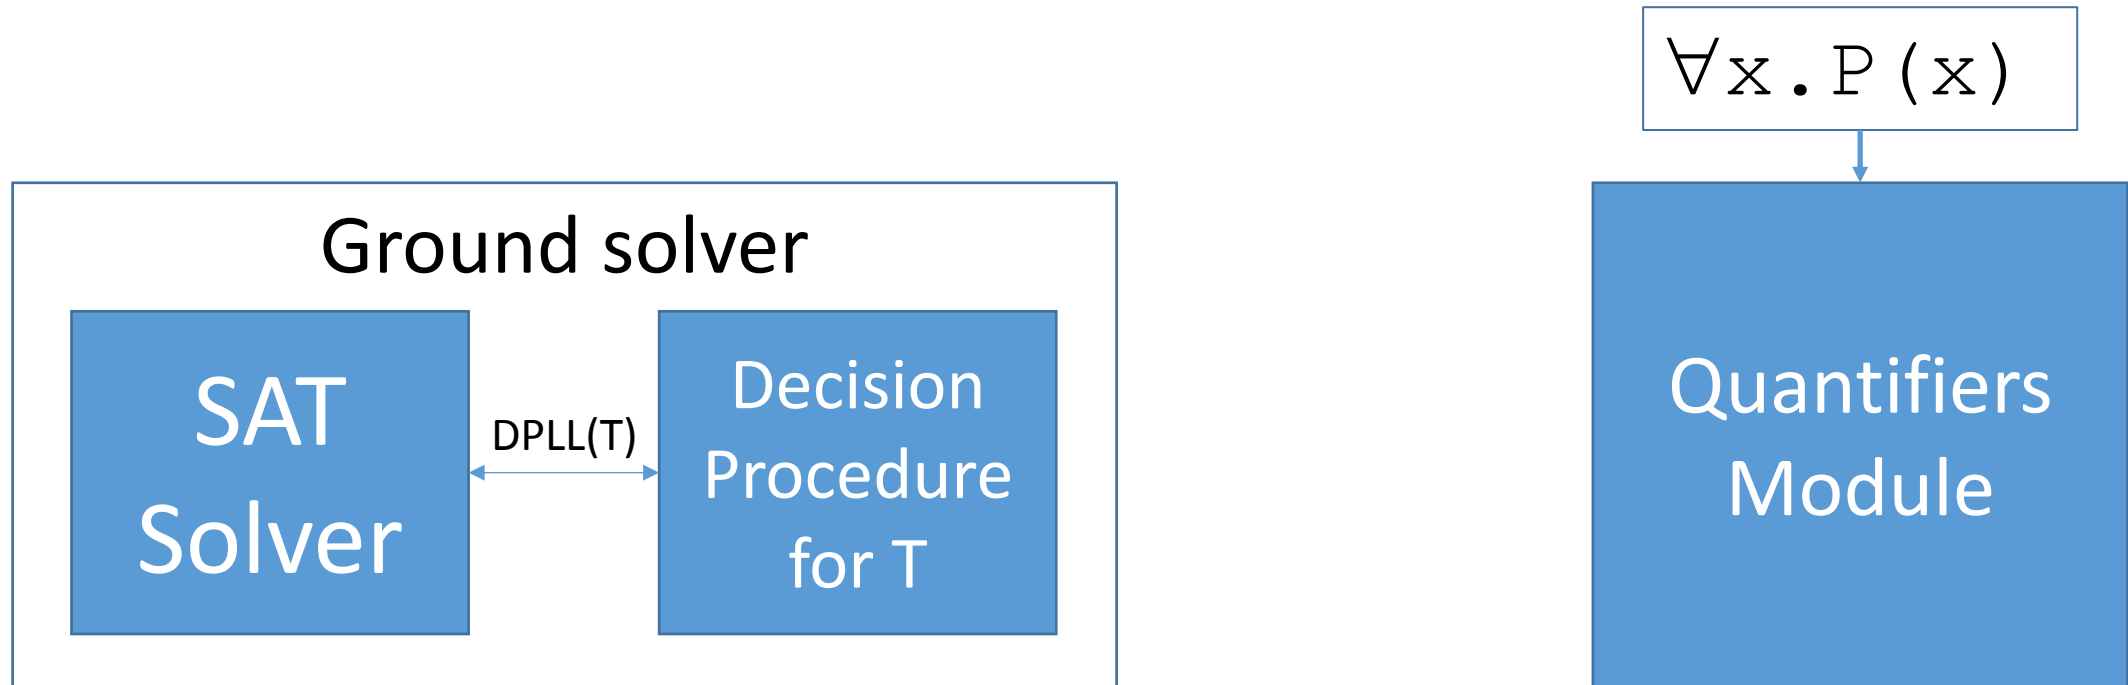 ∀x.P(x)
Ground solver
SAT
Solver
DPLL(T)
Decision
Procedure
for T
Quantifiers
Module